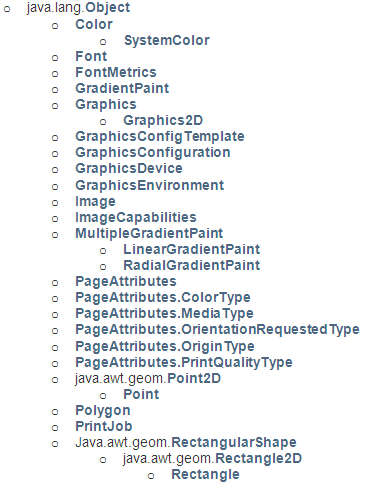 java.lang.Object
Color
SystemColor
Font
FontMetrics
GradientPaint
Graphics
Graphics2D
GraphicsConfigTemplate
GraphicsConfiguration
GraphicsDevice
GraphicsEnvironment
Image
ImageCapabilities
MultipleGradientPaint
LinearGradientPaint
RadialGradientPaint
PageAttributes
PageAttributes.ColorType
PageAttributes.MediaType
PageAttributes.OrientationRequestedType
PageAttributes.OriginType
PageAttributes.PrintQualityType
java.awt.geom.Point2D
Point
Polygon
PrintJob
Java.awt.geom.RectangularShape
java.awt.geom.Rectangle2D
Rectangle